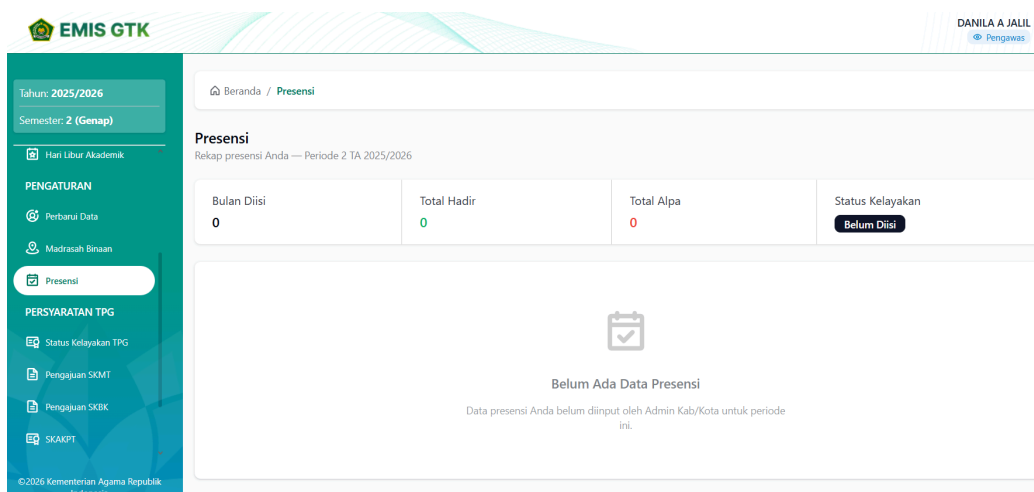 EMIS GTK
DANILA A JALIL
Pengawas
Tahun: 2025/2026
Semester: 2 (Genap)
Hari Libur Akademik
PENGATURAN
Perbarui Data
Madrasah Binaan
Presensi
PERSYARATAN TPG
Status Kelayakan TPG
Pengajuan SKMT
Pengajuan SKBK
SKAKPT
©2026 Kementerian Agama Republik
Beranda / Presensi
Presensi
Rekap presensi Anda — Periode 2 TA 2025/2026
Bulan Diisi
0
Total Hadir
0
Total Alpa
0
Status Kelayakan
Belum Diisi
Belum Ada Data Presensi
Data presensi Anda belum diinput oleh Admin Kab/Kota untuk periode
ini.